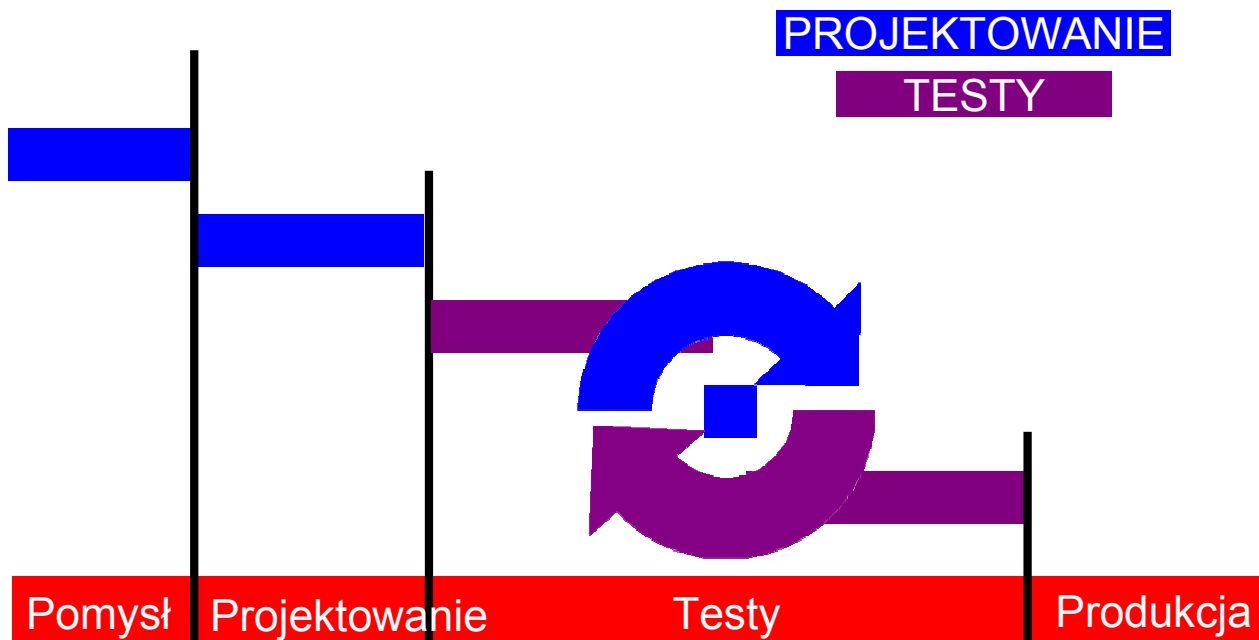 PROJEKTOWANIE
TESTY
Pomysł
Projektowanie
Testy
Produkcja